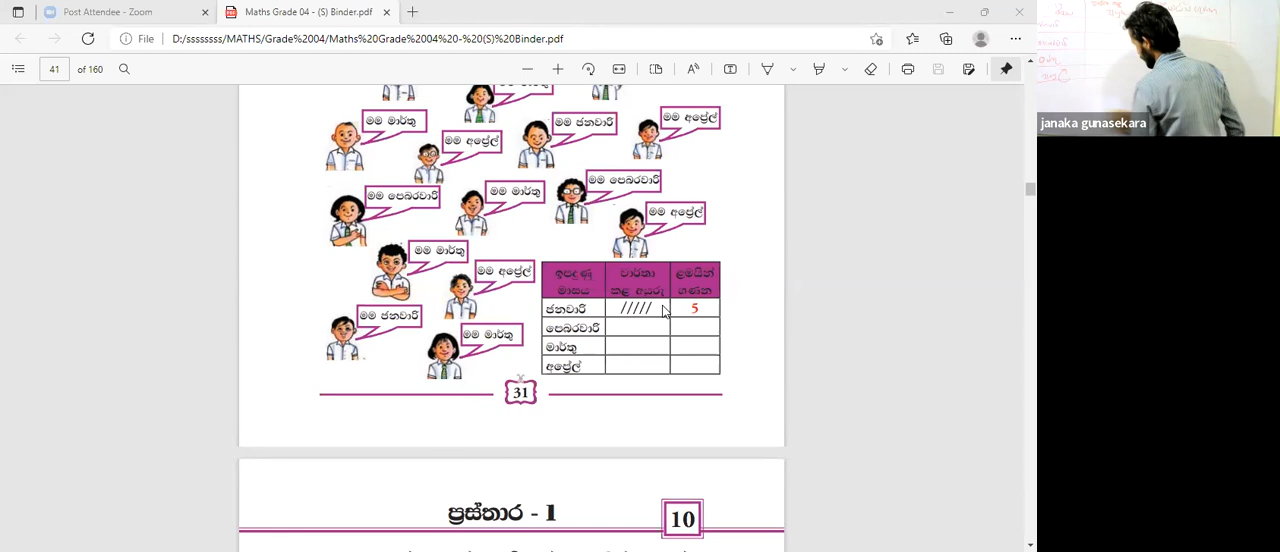 Post Attendee - Zoom
Maths Grade 04 - (S) Binder.pdf
File
D:/ssssssss/MATHS/Grade%2004/Maths%20Grade%2004%20-%20(S)%20Binder.pdf
41 of 160
janaka gunasekara
මම මාර්තු
මම ජනවාරි
මම අප්‍රේල්
මම අප්‍රේල්
මම පෙබරවාරි
මම මාර්තු
මම පෙබරවාරි
මම අප්‍රේල්
මම මාර්තු
මම අප්‍රේල්
මම ජනවාරි
මම මාර්තු
ඉපදුණු මාසය
වාර්තා කළ අයුරු
ළමයින් ගණන
ජනවාරි ///// 5
පෙබරවාරි
මාර්තු
අප්‍රේල්
31
ප්‍රස්තාර - 1
10